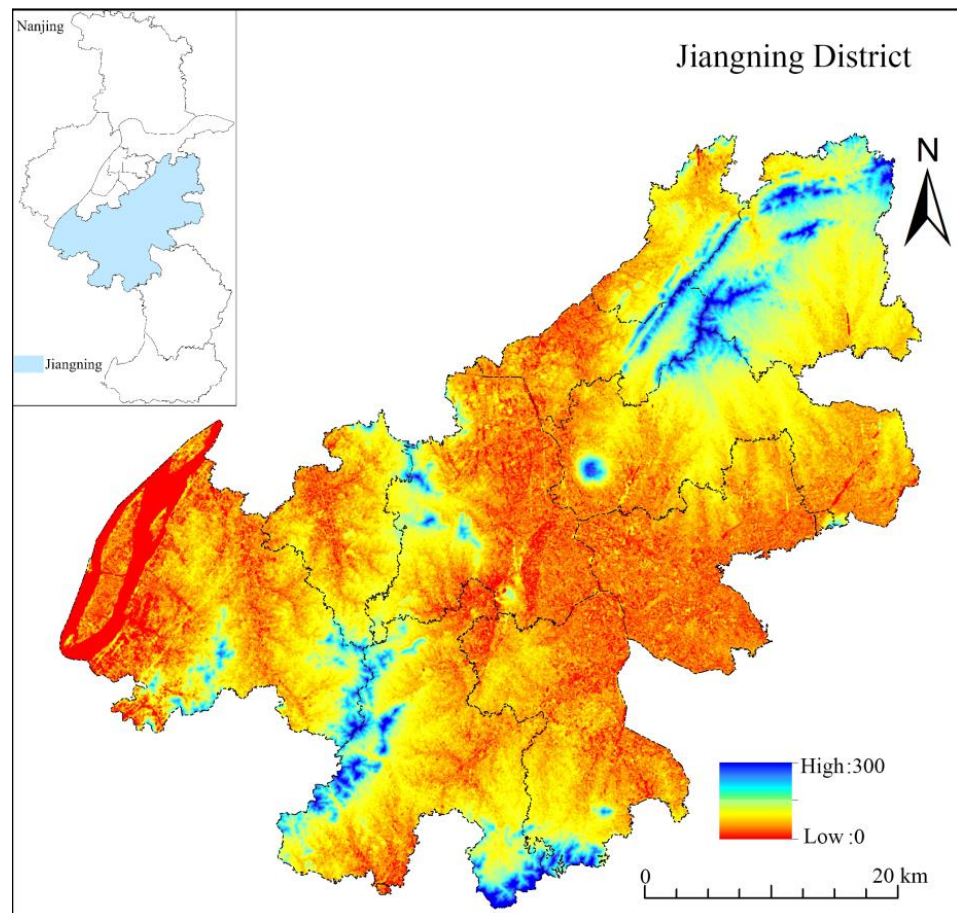 Nanjing
Jiangning District
N
Jiangning
High :300
Low :0
0 20 km